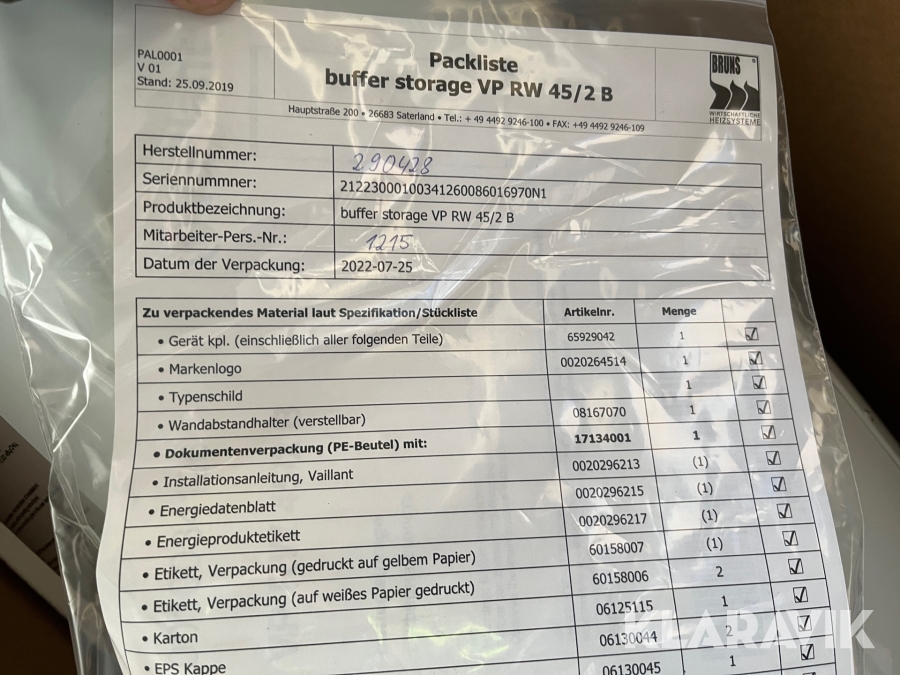 PAL0001
V 01
Stand: 25.09.2019
Packliste
buffer storage VP RW 45/2 B
BRUNS
WIRTSCHAFTLICHE
HEIZSYSTEME
Hauptstraße 200 • 26683 Saterland • Tel.: + 49 4492 9246-100 • FAX: +49 4492 9246-109
Herstellnummer: 290428
Seriennummner: 21223000100341260086016970N1
Produktbezeichnung: buffer storage VP RW 45/2 B
Mitarbeiter-Pers.-Nr.: 1215
Datum der Verpackung: 2022-07-25
Zu verpackendes Material laut Spezifikation/Stückliste Artikelnr. Menge
• Gerät kpl. (einschließlich aller folgenden Teile) 65929042 1 ☑
• Markenlogo 0020264514 1 ☑
• Typenschild 1 ☑
• Wandabstandhalter (verstellbar) 08167070 1 ☑
• Dokumentenverpackung (PE-Beutel) mit: 17134001 1 ☑
• Installationsanleitung, Vaillant 0020296213 (1) ☑
• Energiedatenblatt 0020296215 (1) ☑
• Energieproduktetikett 0020296217 (1) ☑
• Etikett, Verpackung (gedruckt auf gelbem Papier) 60158007 (1) ☑
• Etikett, Verpackung (auf weißes Papier gedruckt) 60158006 2 ☑
• Karton 06125115 1 ☑
• EPS Kappe 06130044 2 ☑
06130045 1 ☑
KLARAVIK